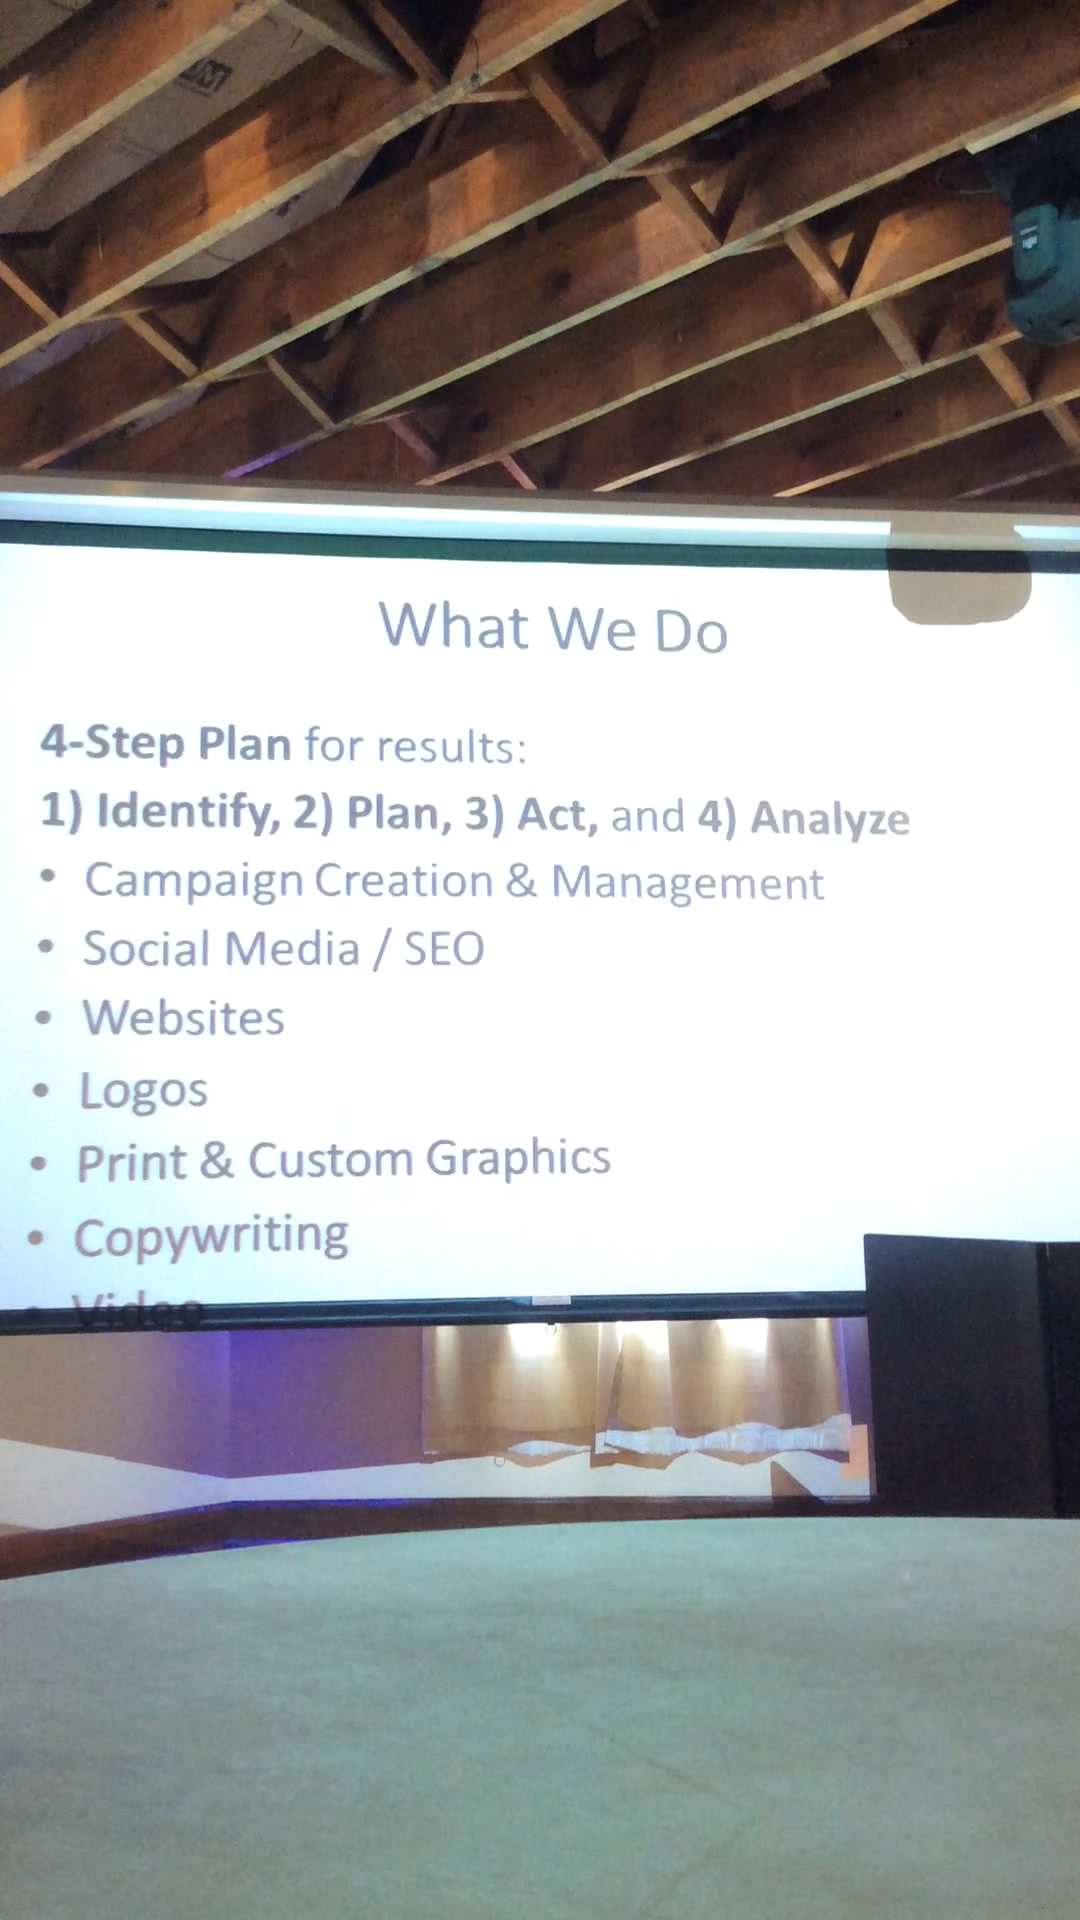 What We Do
4-Step Plan for results:
1) Identify, 2) Plan, 3) Act, and 4) Analyze
• Campaign Creation & Management
• Social Media / SEO
• Websites
• Logos
• Print & Custom Graphics
• Copywriting
• Video